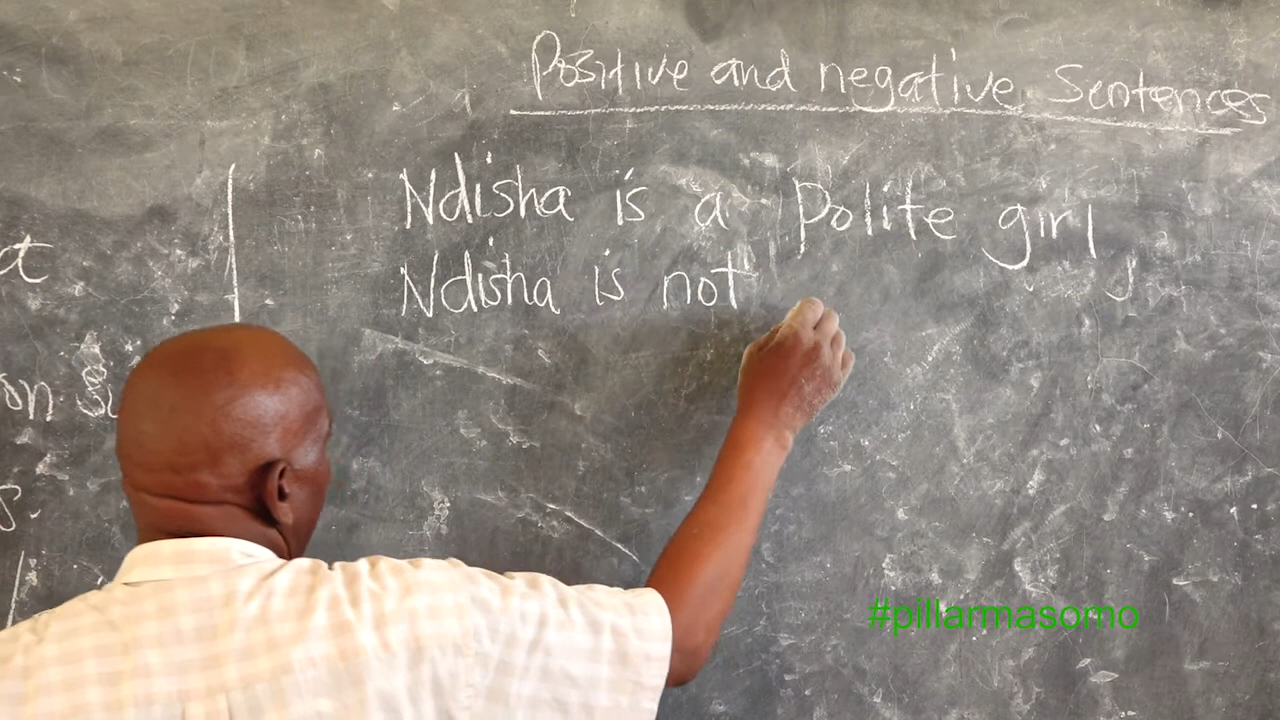 Positive and negative Sentences
Ndisha is a Polite girl
Ndisha is not
#pillarmasomo